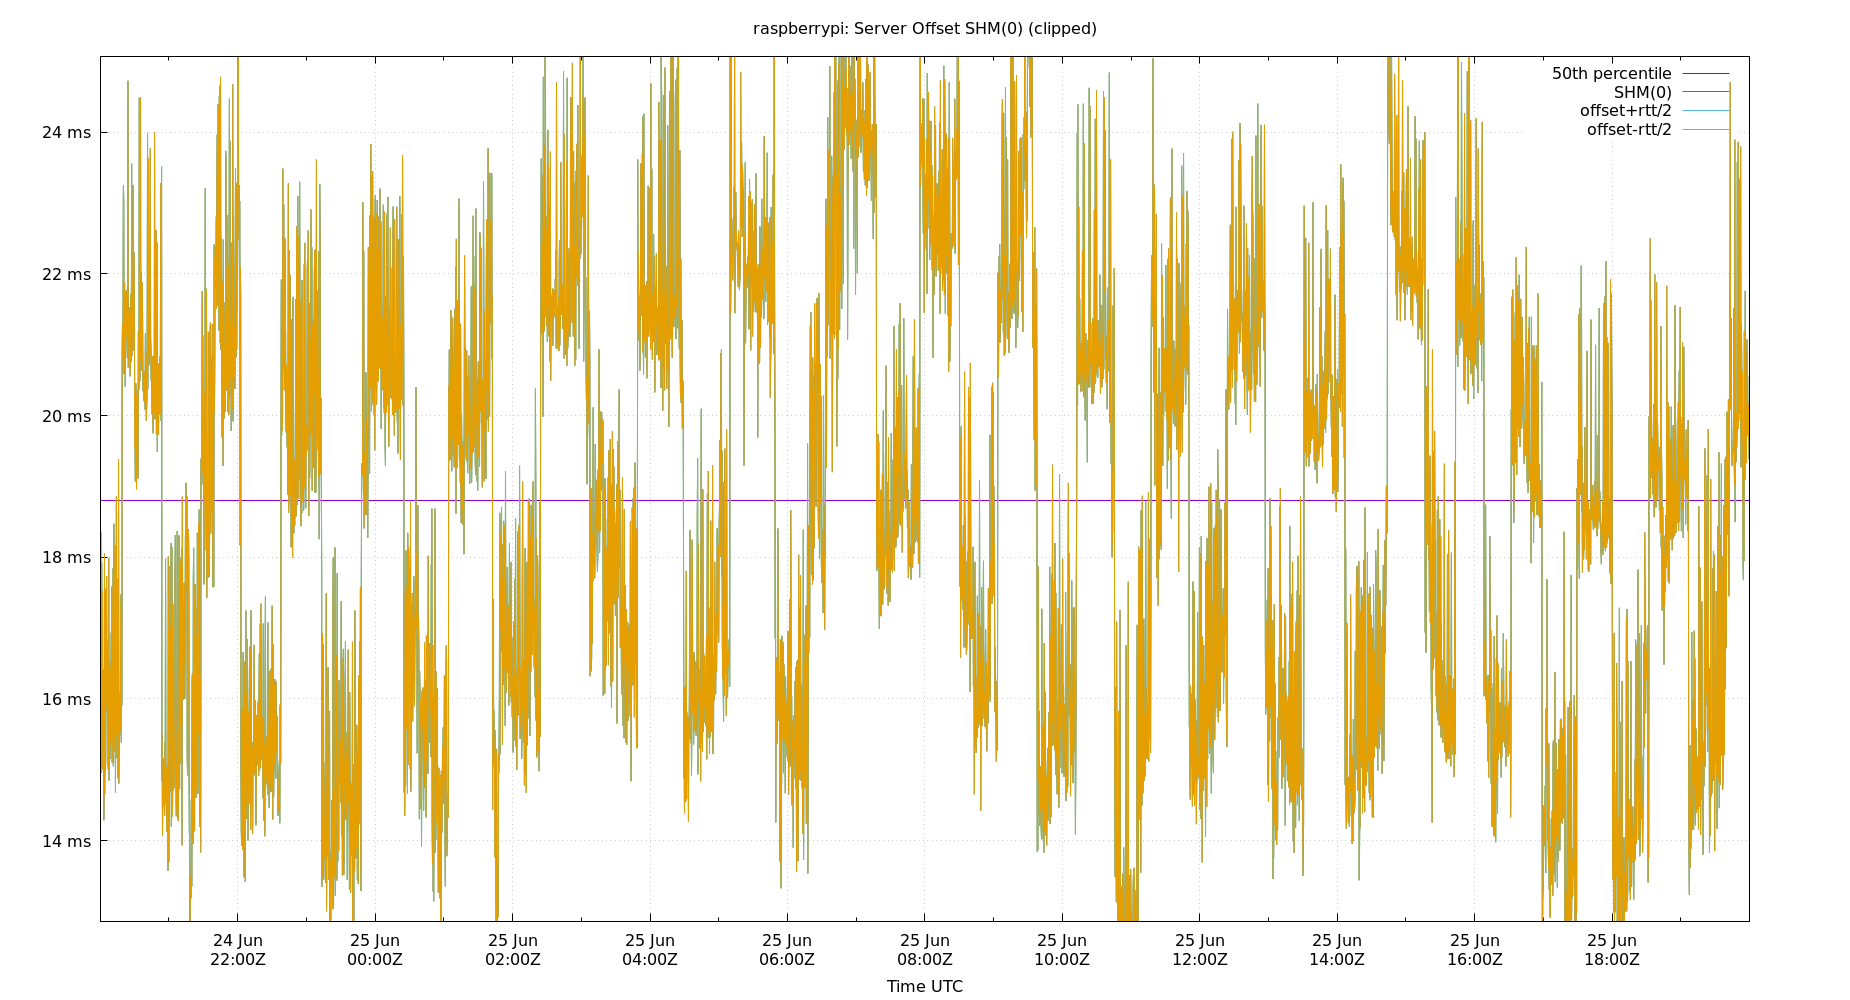 raspberrypi: Server Offset SHM(0) (clipped)
50th percentile
SHM(0)
offset+rtt/2
offset-rtt/2
24 ms
22 ms
20 ms
18 ms
16 ms
14 ms
24 Jun 25 Jun 25 Jun 25 Jun 25 Jun 25 Jun 25 Jun 25 Jun 25 Jun 25 Jun 25 Jun
22:00Z 00:00Z 02:00Z 04:00Z 06:00Z 08:00Z 10:00Z 12:00Z 14:00Z 16:00Z 18:00Z
Time UTC